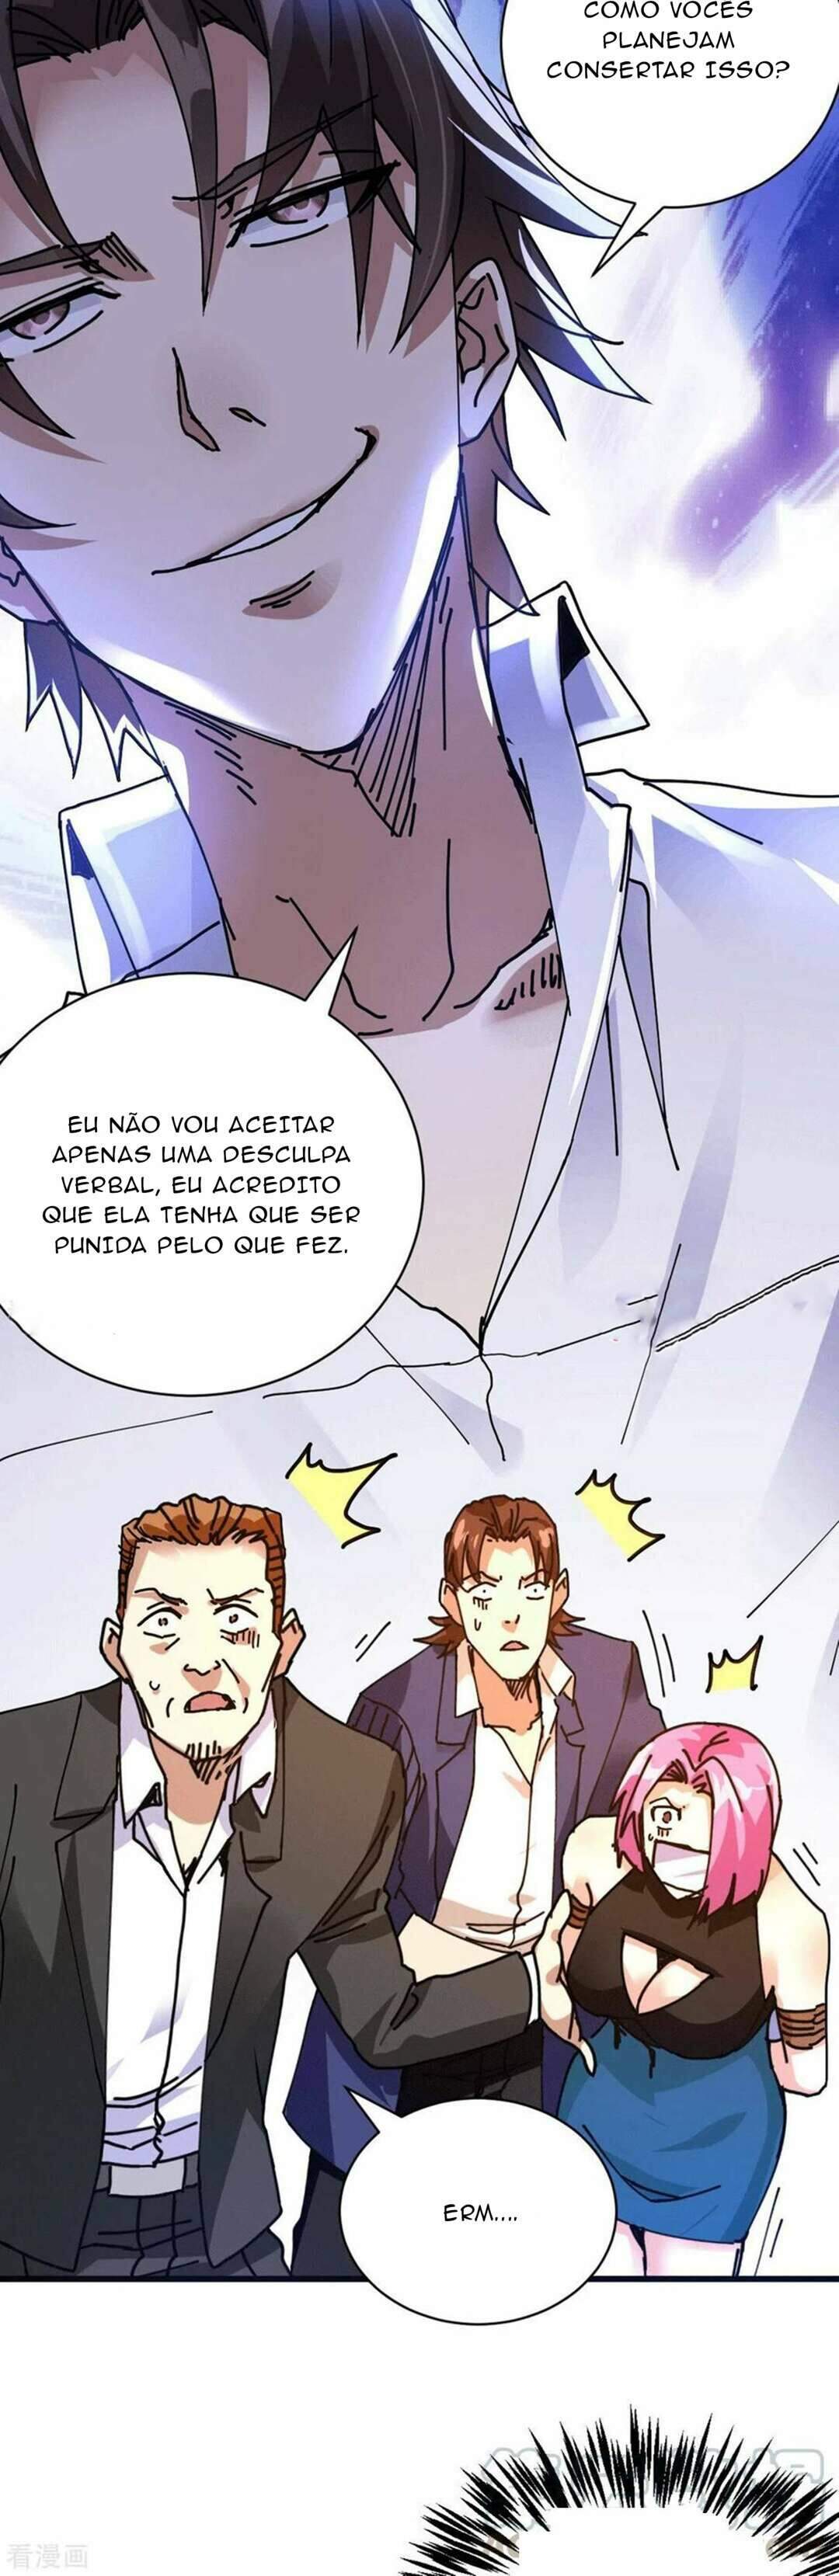 COMO VOCÊS
PLANEJAM
CONSERTAR ISSO?
EU NÃO VOU ACEITAR
APENAS UMA DESCULPA
VERBAL, EU ACREDITO
QUE ELA TENHA QUE SER
PUNIDA PELO QUE FEZ.
ERM....
看漫画